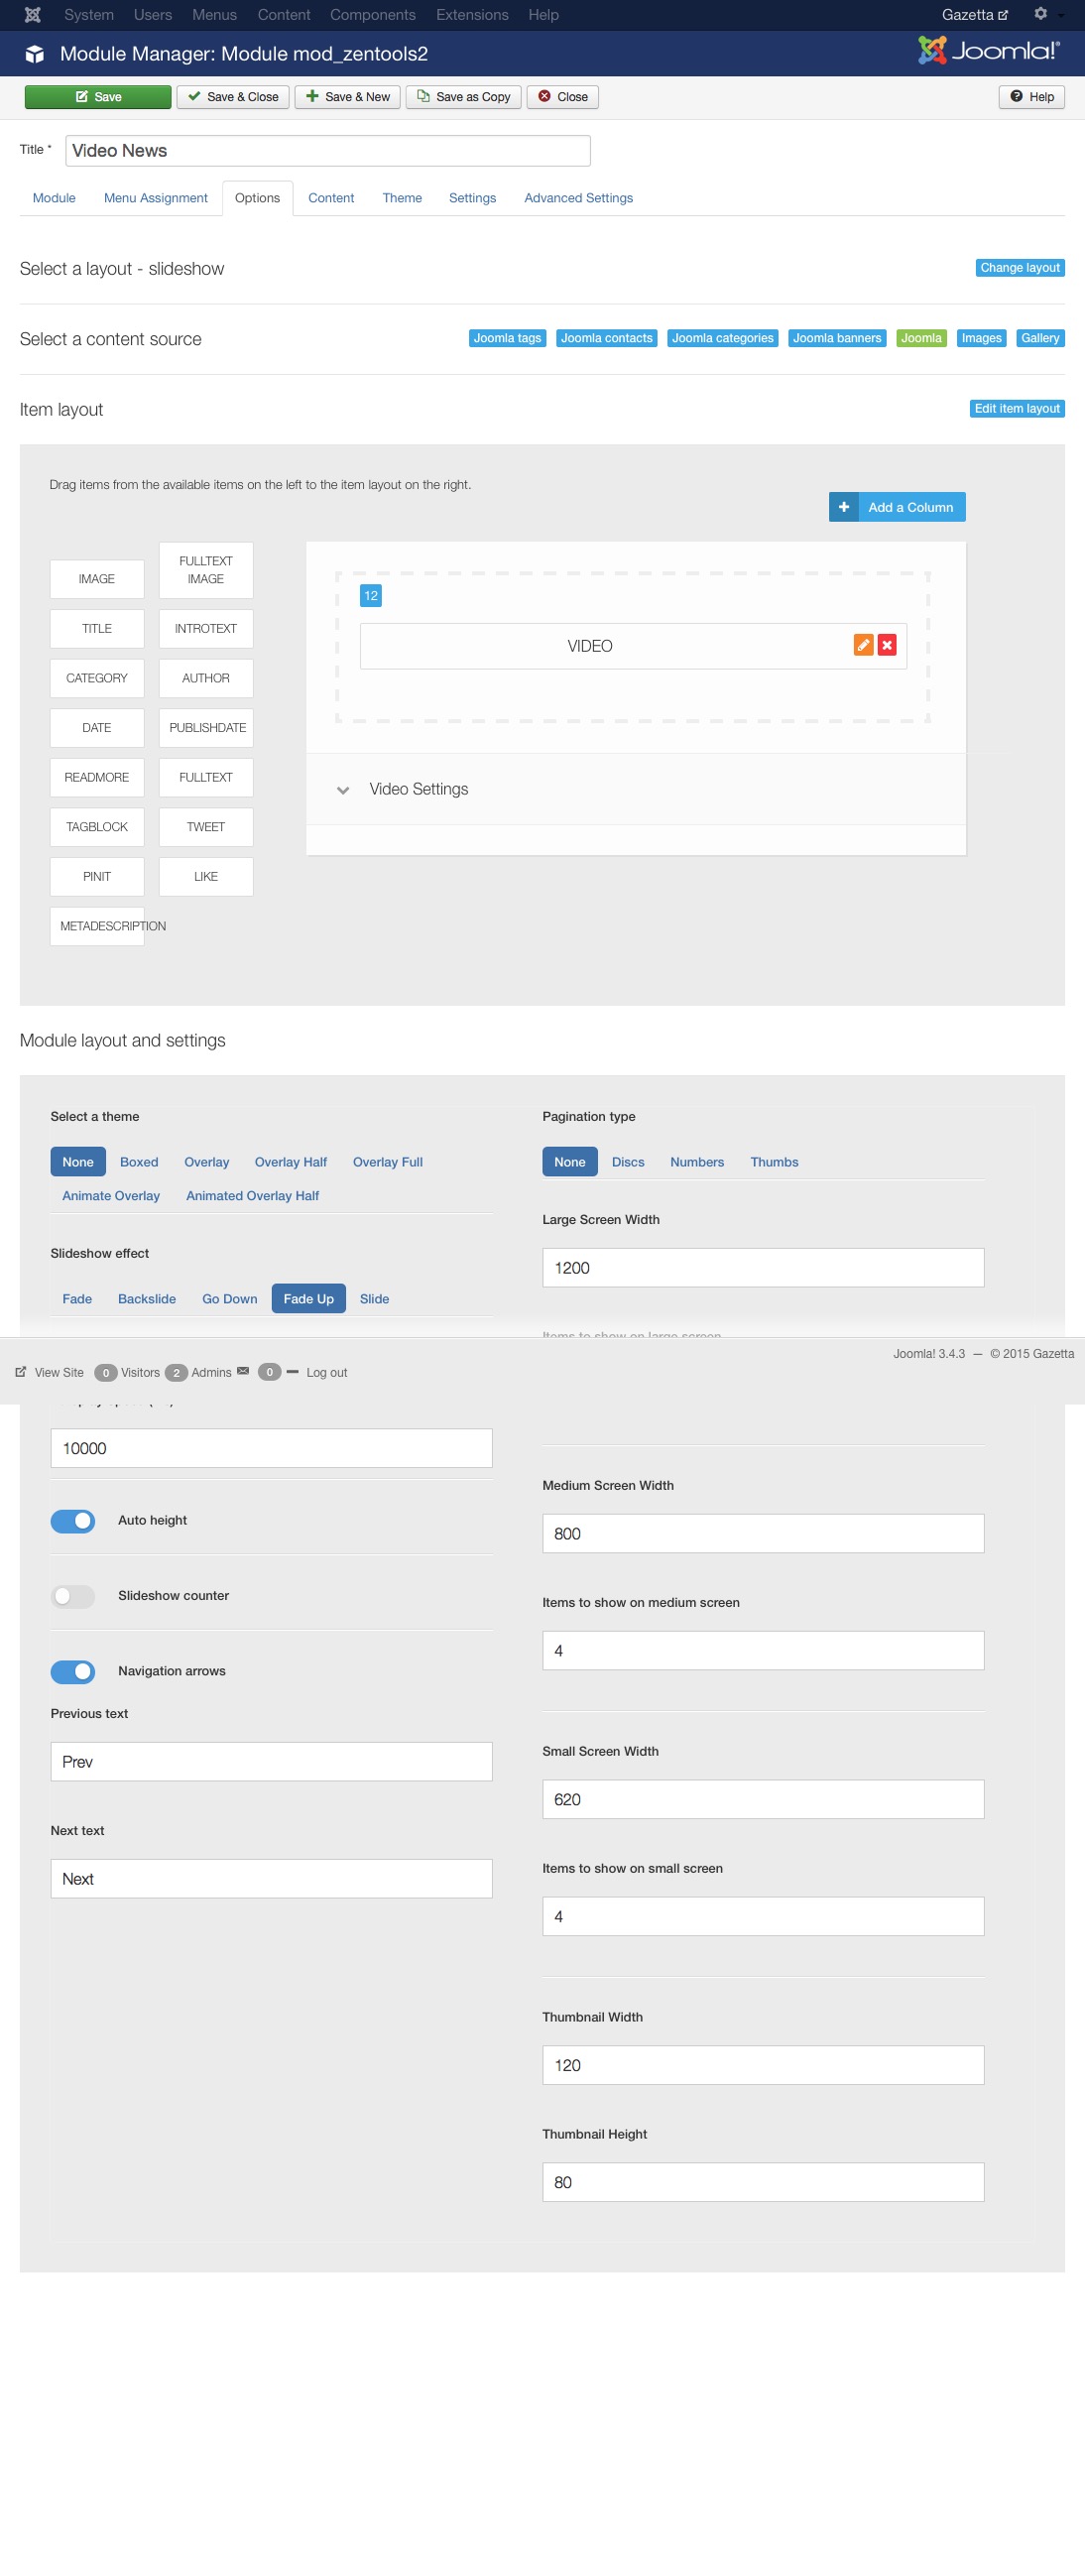 System Users Menus Content Components Extensions Help Gazetta
Module Manager: Module mod_zentools2 Joomla!
Save Save & Close Save & New Save as Copy Close Help
Title * Video News
Module Menu Assignment Options Content Theme Settings Advanced Settings
Select a layout - slideshow Change layout
Select a content source Joomla tags Joomla contacts Joomla categories Joomla banners Joomla Images Gallery
Item layout Edit item layout
Drag items from the available items on the left to the item layout on the right.
Add a Column
IMAGE FULLTEXT IMAGE
TITLE INTROTEXT
CATEGORY AUTHOR
DATE PUBLISHDATE
READMORE FULLTEXT
TAGBLOCK TWEET
PINIT LIKE
METADESCRIPTION
12
VIDEO
Video Settings
Module layout and settings
Select a theme
None Boxed Overlay Overlay Half Overlay Full
Animate Overlay Animated Overlay Half
Slideshow effect
Fade Backslide Go Down Fade Up Slide
Pagination type
None Discs Numbers Thumbs
Large Screen Width
1200
Items to show on large screen
View Site 0 Visitors 2 Admins 0 Log out
Joomla! 3.4.3 — © 2015 Gazetta
10000
Auto height
Slideshow counter
Navigation arrows
Previous text
Prev
Next text
Next
Medium Screen Width
800
Items to show on medium screen
4
Small Screen Width
620
Items to show on small screen
4
Thumbnail Width
120
Thumbnail Height
80